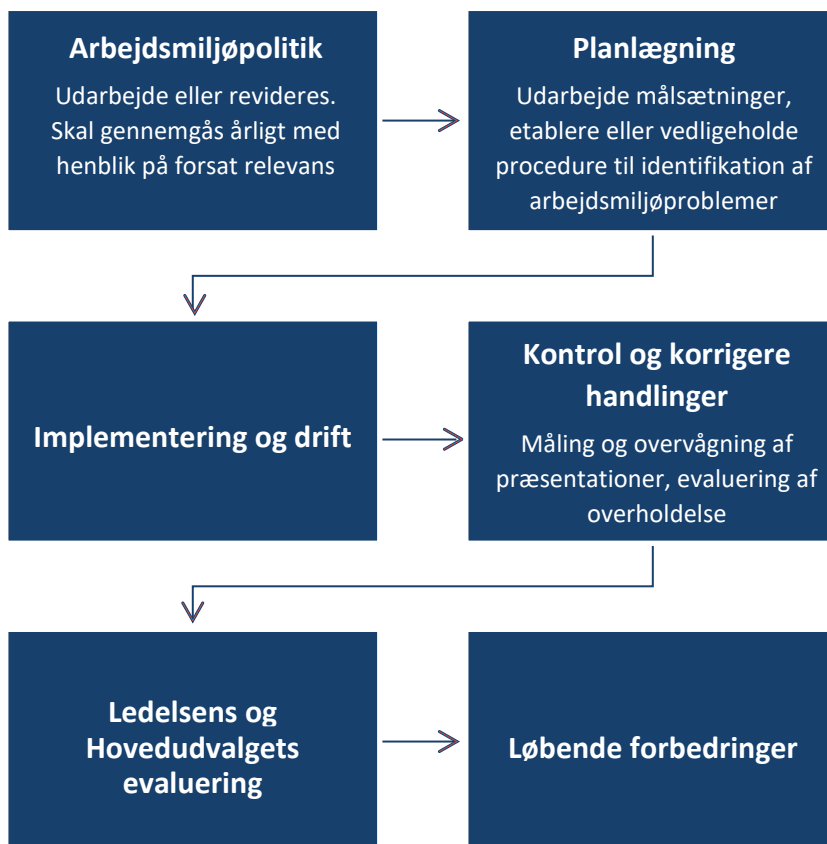 Arbejdsmiljøpolitik
Udarbejde eller revideres.
Skal gennemgås årligt med
henblik på forsat relevans
Planlægning
Udarbejde målsætninger,
etablere eller vedligeholde
procedure til identifikation af
arbejdsmiljøproblemer
Implementering og drift
Kontrol og korrigere
handlinger
Måling og overvågning af
præsentationer, evaluering af
overholdelse
Ledelsens og
Hovedudvalgets
evaluering
Løbende forbedringer